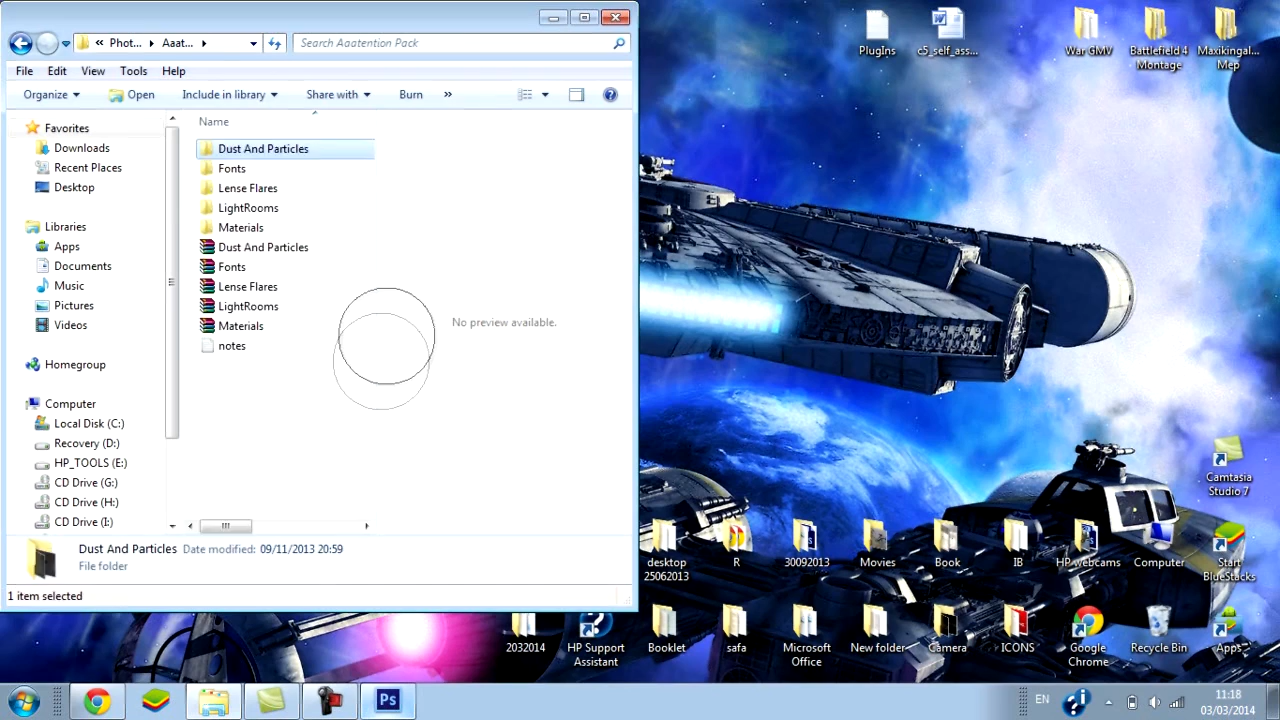 « Phot... Aaat...
Search Aaatention Pack
File Edit View Tools Help
Organize Open Include in library Share with Burn »
Name
Favorites
Downloads
Recent Places
Desktop
Libraries
Apps
Documents
Music
Pictures
Videos
Homegroup
Computer
Local Disk (C:)
Recovery (D:)
HP_TOOLS (E:)
CD Drive (G:)
CD Drive (H:)
CD Drive (I:)
Dust And Particles
Fonts
Lense Flares
LightRooms
Materials
Dust And Particles
Fonts
Lense Flares
LightRooms
Materials
notes
No preview available.
Dust And Particles Date modified: 09/11/2013 20:59
File folder
1 item selected
PlugIns
c5_self_ass...
War GMV
Battlefield 4
Montage
Maxikingal...
Mep
Camtasia
Studio 7
desktop
25062013
R
30092013
Movies
Book
IB
HP webcams
Computer
Start
BlueStacks
2032014
HP Support
Assistant
Booklet
safa
Microsoft
Office
New folder
Camera
ICONS
Google
Chrome
Recycle Bin
Apps
Ps
EN
11:18
03/03/2014